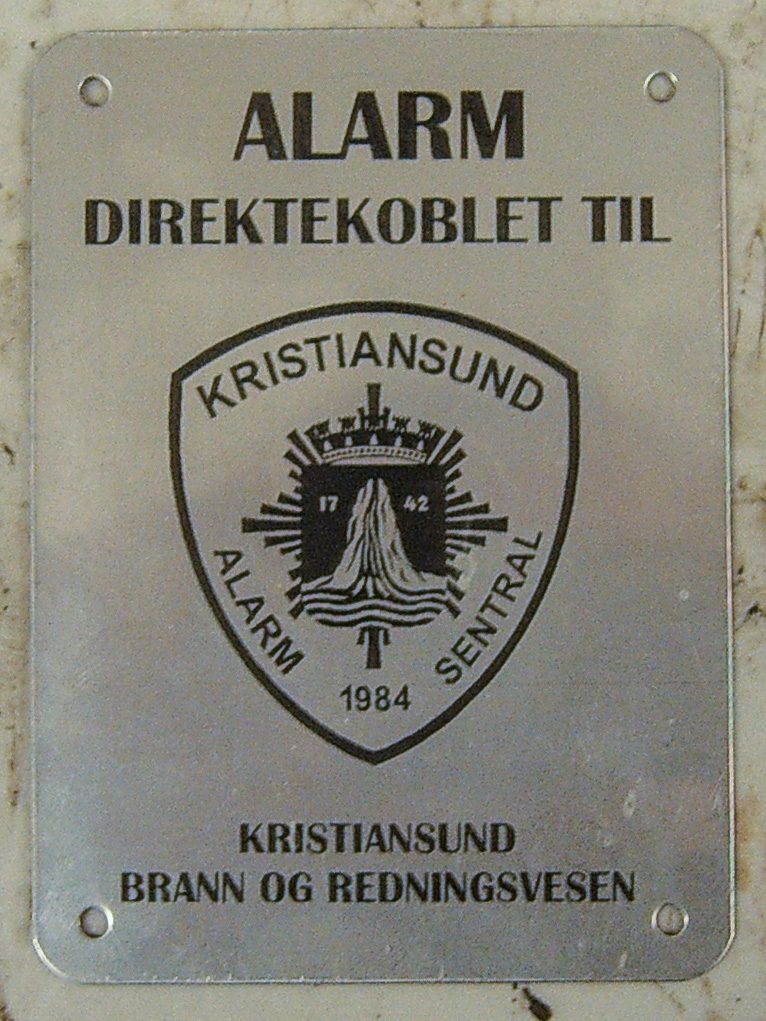 ALARM
DIREKTEKOBLET TIL
KRISTIANSUND
17 42
ALARM
SENTRAL
1984
KRISTIANSUND
BRANN OG REDNINGSVESEN